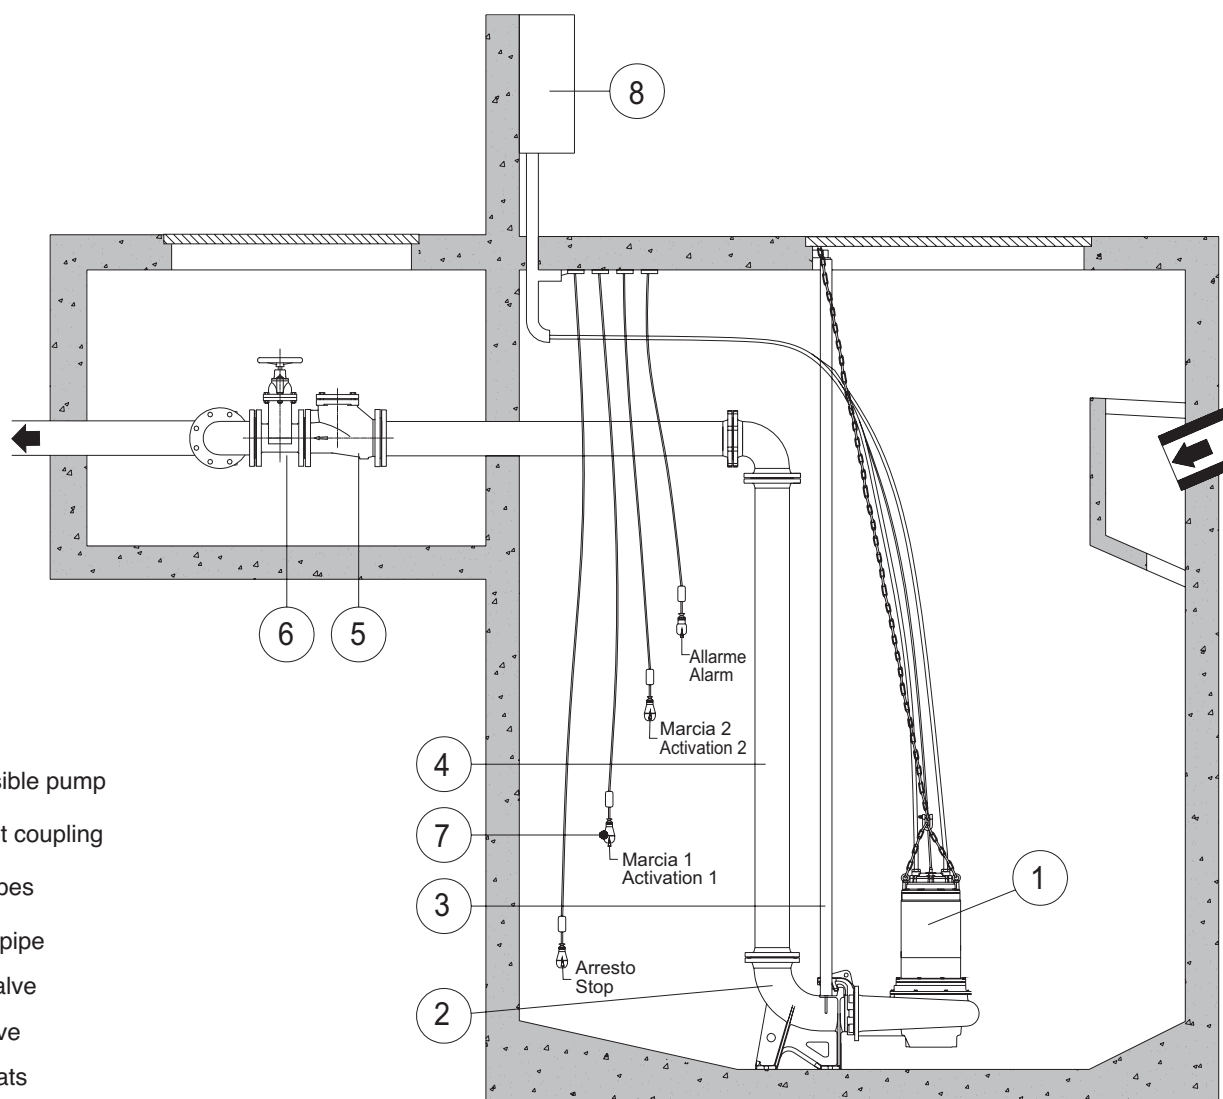 8
6
5
Allarme
Alarm
Marcia 2
Activation 2
4
7
Marcia 1
Activation 1
1
3
Arresto
Stop
2
sible pump
t coupling
pes
pipe
alve
ve
ats